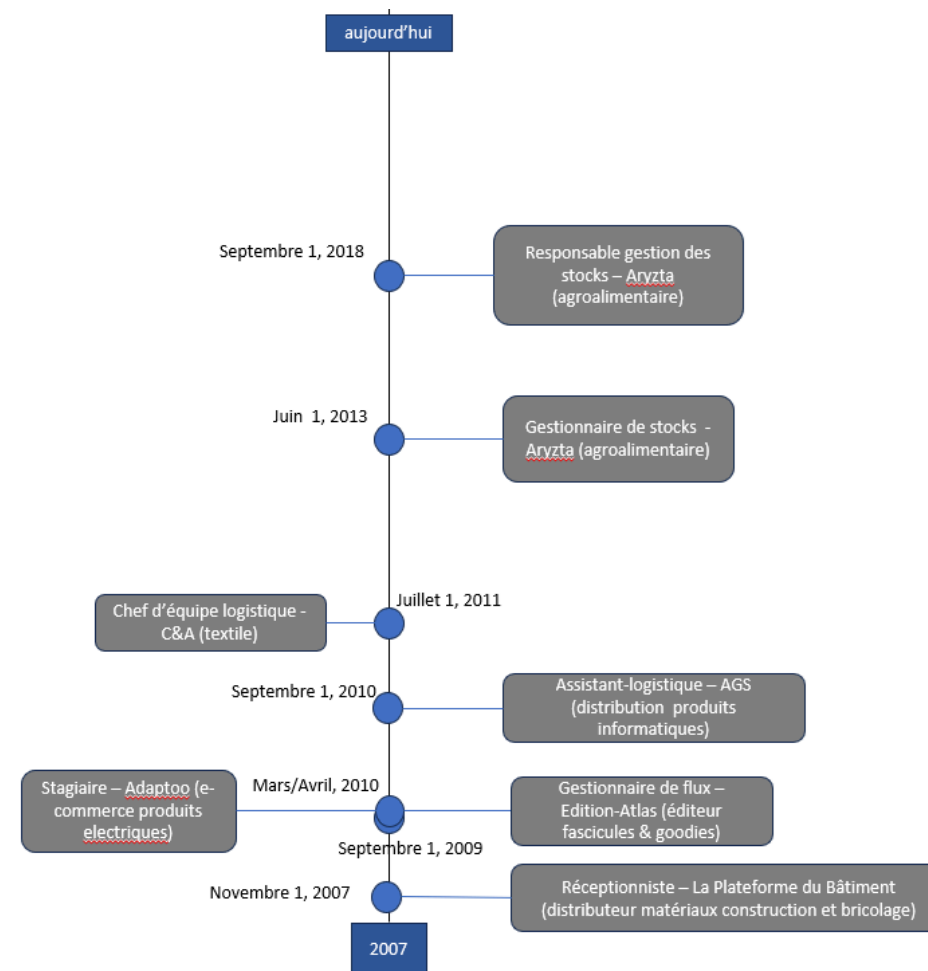 aujourd'hui
Septembre 1, 2018
Responsable gestion des
stocks – Aryzta
(agroalimentaire)
Juin  1, 2013
Gestionnaire de stocks  -
Aryzta (agroalimentaire)
Juillet 1, 2011
Chef d'équipe logistique -
C&A (textile)
Septembre 1, 2010
Assistant-logistique – AGS
(distribution  produits
informatiques)
Mars/Avril, 2010
Stagiaire – Adaptoo (e-
commerce produits
electriques)
Gestionnaire de flux –
Edition-Atlas (éditeur
fascicules & goodies)
Septembre 1, 2009
Novembre 1, 2007
Réceptionniste – La Plateforme du Bâtiment
(distributeur matériaux construction et bricolage)
2007